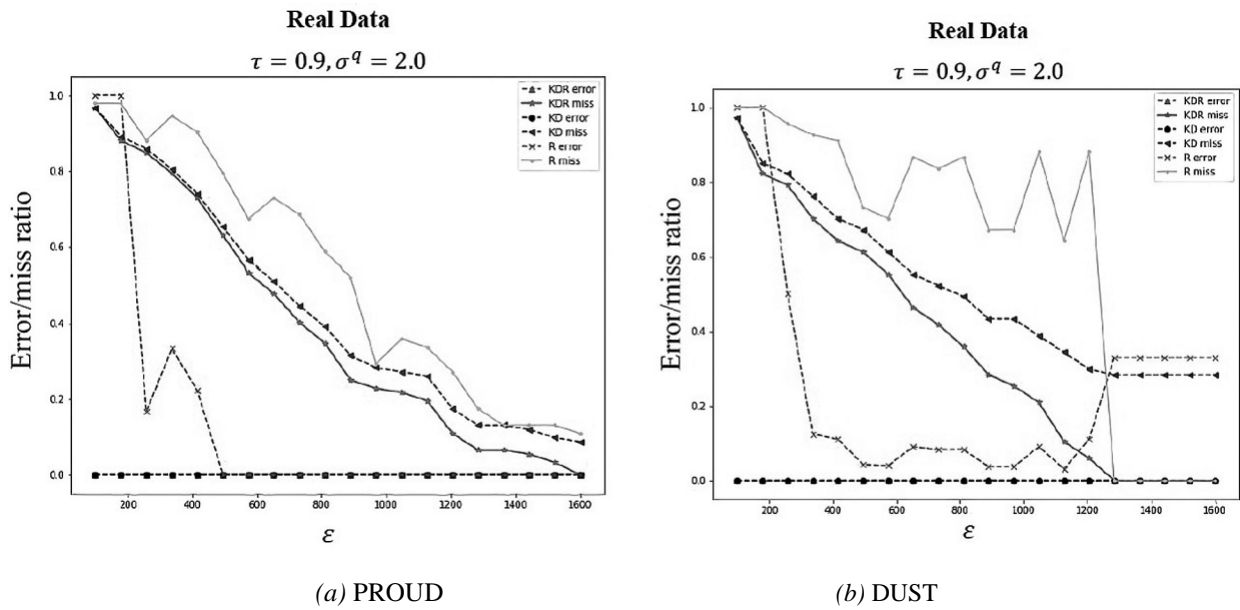 Real Data
τ = 0.9, σ^q = 2.0
KDR error
KDR miss
KD error
KD miss
R error
R miss
1.0
0.8
0.6
0.4
0.2
0.0
Error/miss ratio
200 400 600 800 1000 1200 1400 1600
ε
(a) PROUD
Real Data
τ = 0.9, σ^q = 2.0
KDR error
KDR miss
KD error
KD miss
R error
R miss
1.0
0.8
0.6
0.4
0.2
0.0
Error/miss ratio
200 400 600 800 1000 1200 1400 1600
ε
(b) DUST